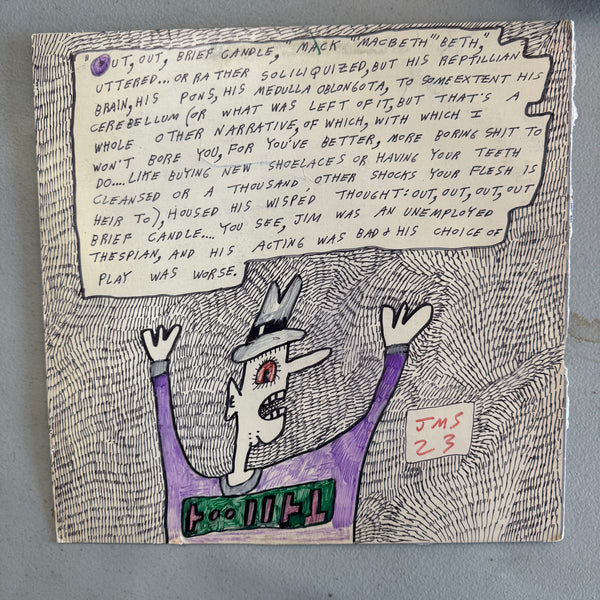 "OUT, OUT, BRIEF CANDLE," MACK "'MACBETH'" BETH,"
UTTERED... OR RATHER SOLILIQUIZED, BUT HIS REPTILLIAN
BRAIN, HIS PONS, HIS MEDULLA OBLONGOTA, TO SOME EXTENT HIS
CEREBELLUM (OR WHAT WAS LEFT OF IT, BUT THAT'S A
WHOLE OTHER NARRATIVE, OF WHICH, WITH WHICH I
WON'T BORE YOU, FOR YOU'VE BETTER, MORE BORING SHIT TO
DO.... LIKE BUYING NEW SHOELACES OR HAVING YOUR TEETH
CLEANSED OR A THOUSAND OTHER SHOCKS YOUR FLESH IS
HEIR TO), HOUSED HIS WISPED THOUGHT: OUT, OUT, OUT, OUT
BRIEF CANDLE.... YOU SEE, JIM WAS AN UNEMPLOYED
THESPIAN, AND HIS ACTING WAS BAD & HIS CHOICE OF
PLAY WAS WORSE.
JMS
23